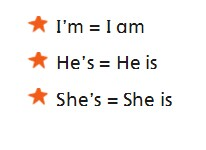 I'm = I am
He's = He is
She's = She is